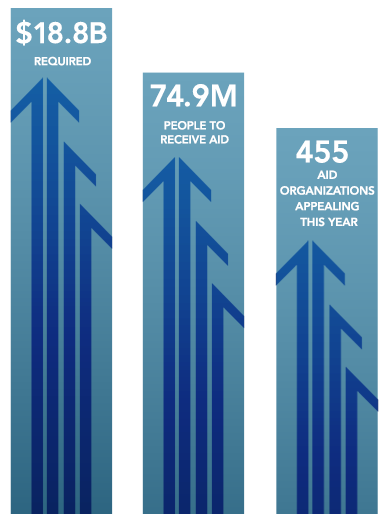 $18.8B
REQUIRED
74.9M
PEOPLE TO
RECEIVE AID
455
AID
ORGANIZATIONS
APPEALING
THIS YEAR